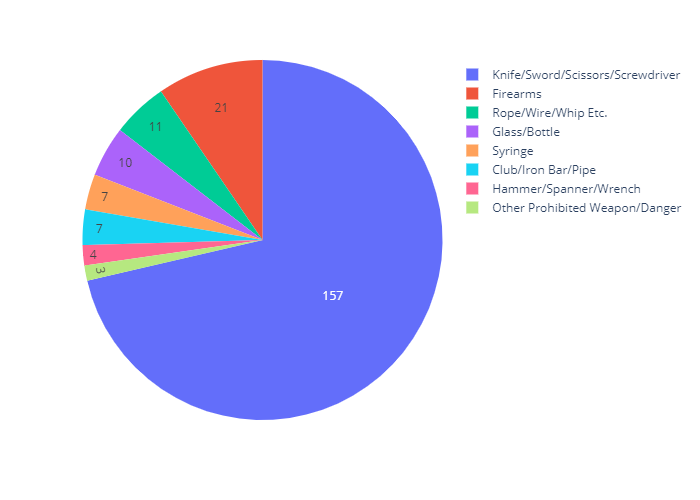 Knife/Sword/Scissors/Screwdriver
Firearms
Rope/Wire/Whip Etc.
Glass/Bottle
Syringe
Club/Iron Bar/Pipe
Hammer/Spanner/Wrench
Other Prohibited Weapon/Danger
21
11
10
7
7
4
3
157